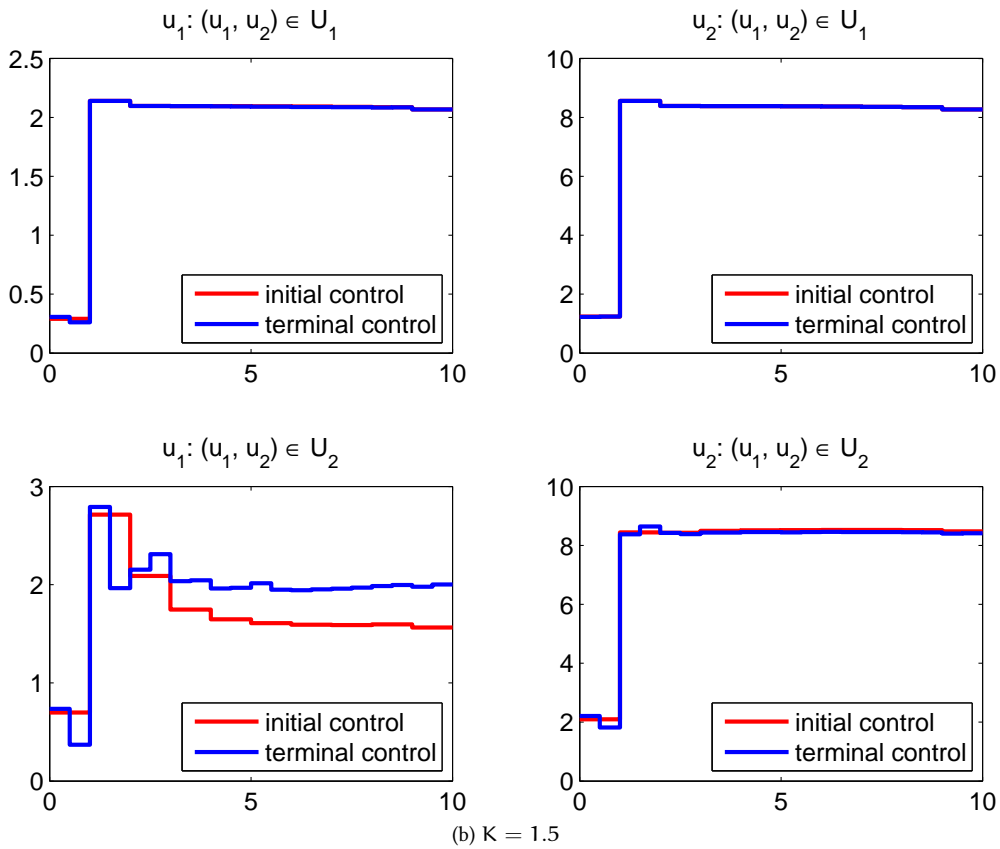 u1: (u1, u2) ∈ U1
u2: (u1, u2) ∈ U1
2.5
2
1.5
1
0.5
0
0
5
10
initial control
terminal control
10
8
6
4
2
0
0
5
10
initial control
terminal control
u1: (u1, u2) ∈ U2
u2: (u1, u2) ∈ U2
3
2
1
0
0
5
10
initial control
terminal control
10
8
6
4
2
0
0
5
10
initial control
terminal control
(b) K = 1.5